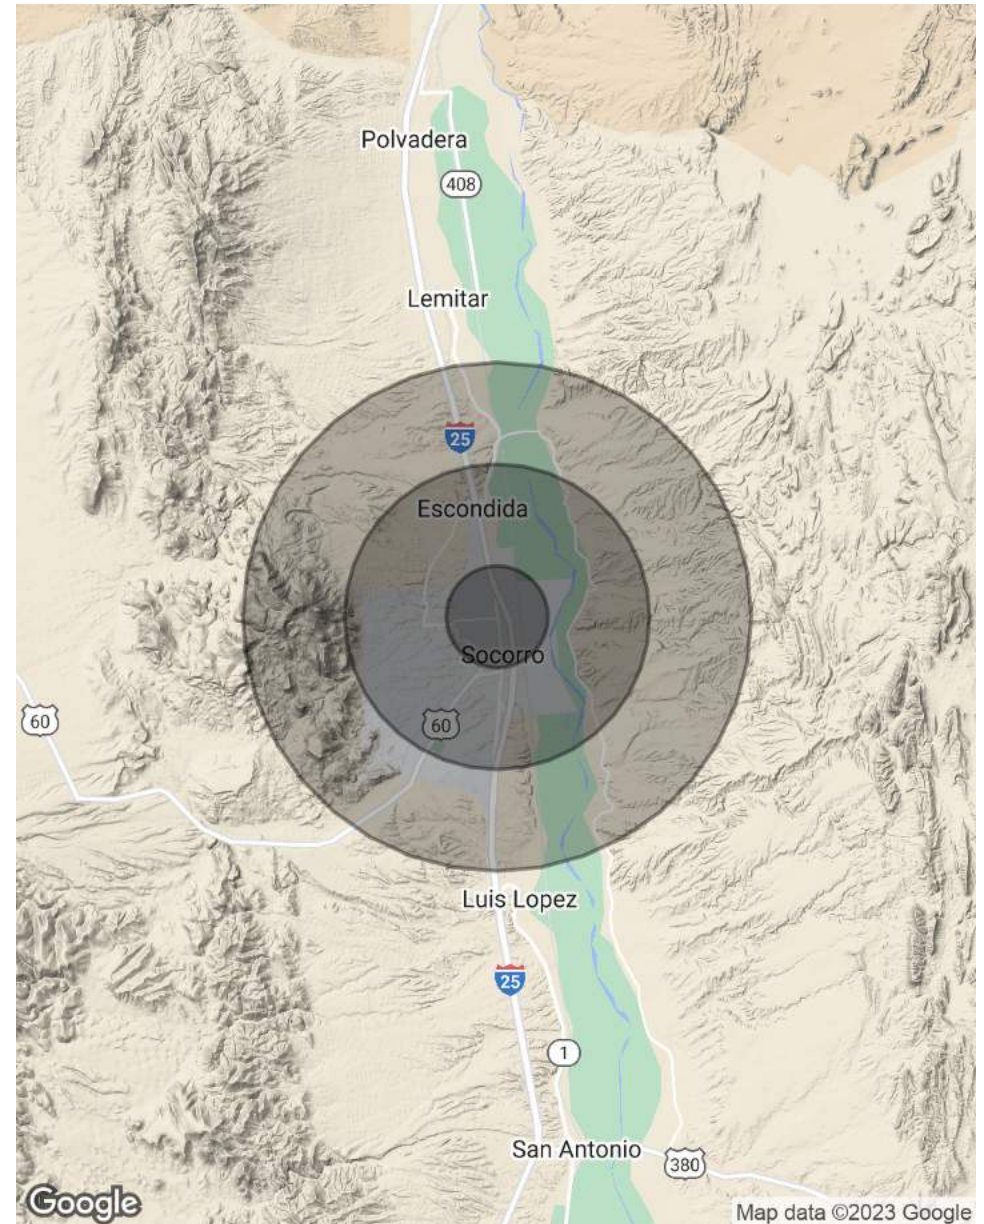 Polvadera
408
Lemitar
25
Escondida
Socorro
60
60
Luis Lopez
25
1
San Antonio
380
Google
Map data ©2023 Google